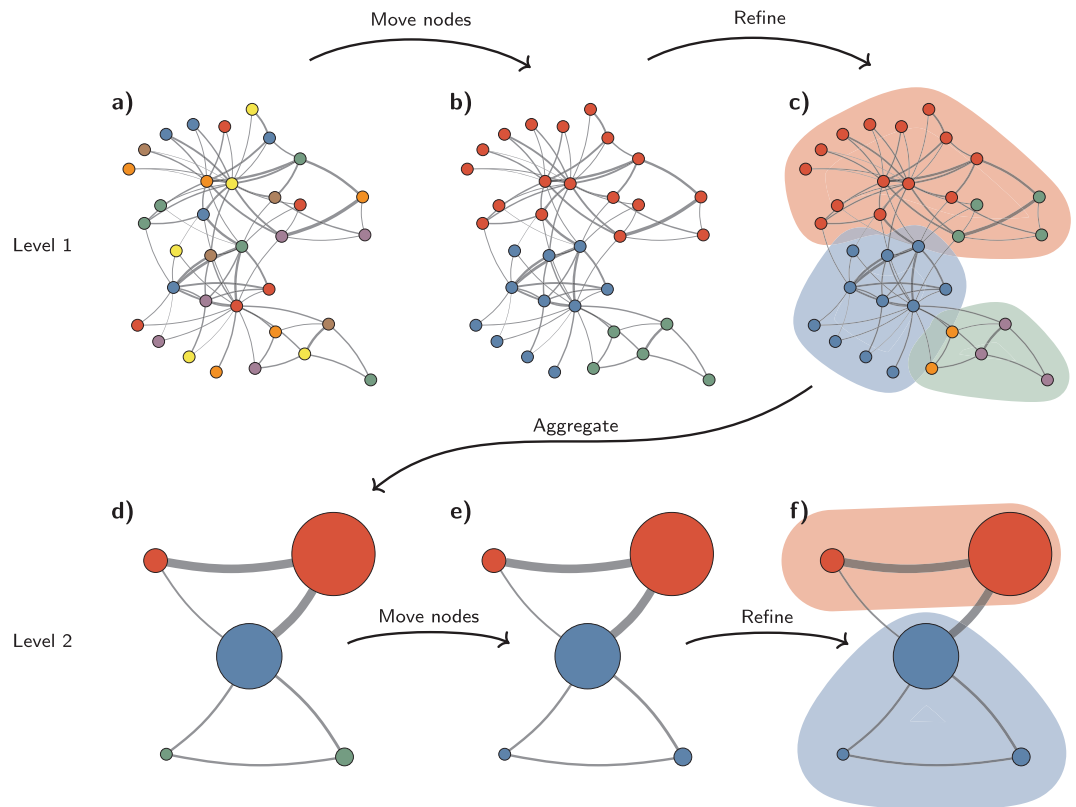 Move nodes
Refine
a)
b)
c)
Level 1
Aggregate
d)
e)
f)
Move nodes
Refine
Level 2